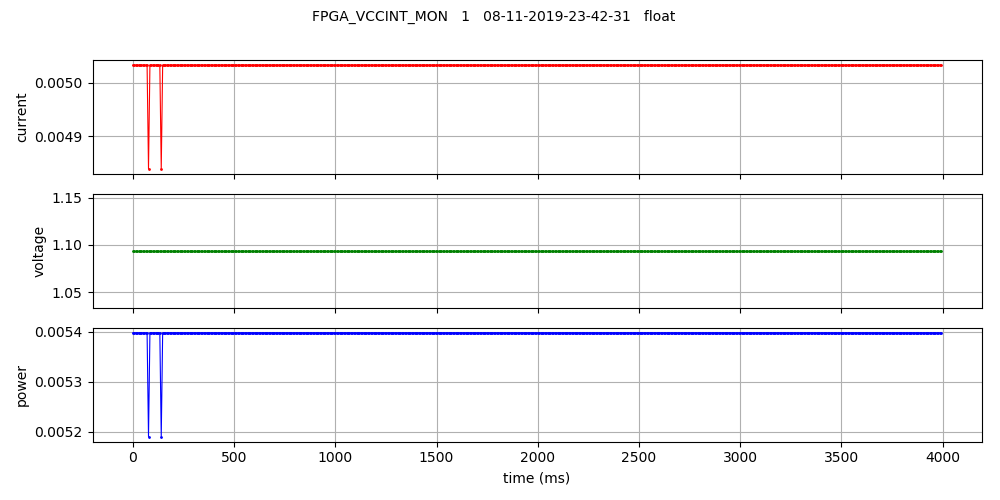 FPGA_VCCINT_MON   1   08-11-2019-23-42-31   float
0.0050
0.0049
current
1.15
1.10
1.05
voltage
0.0054
0.0053
0.0052
power
0 500 1000 1500 2000 2500 3000 3500 4000
time (ms)